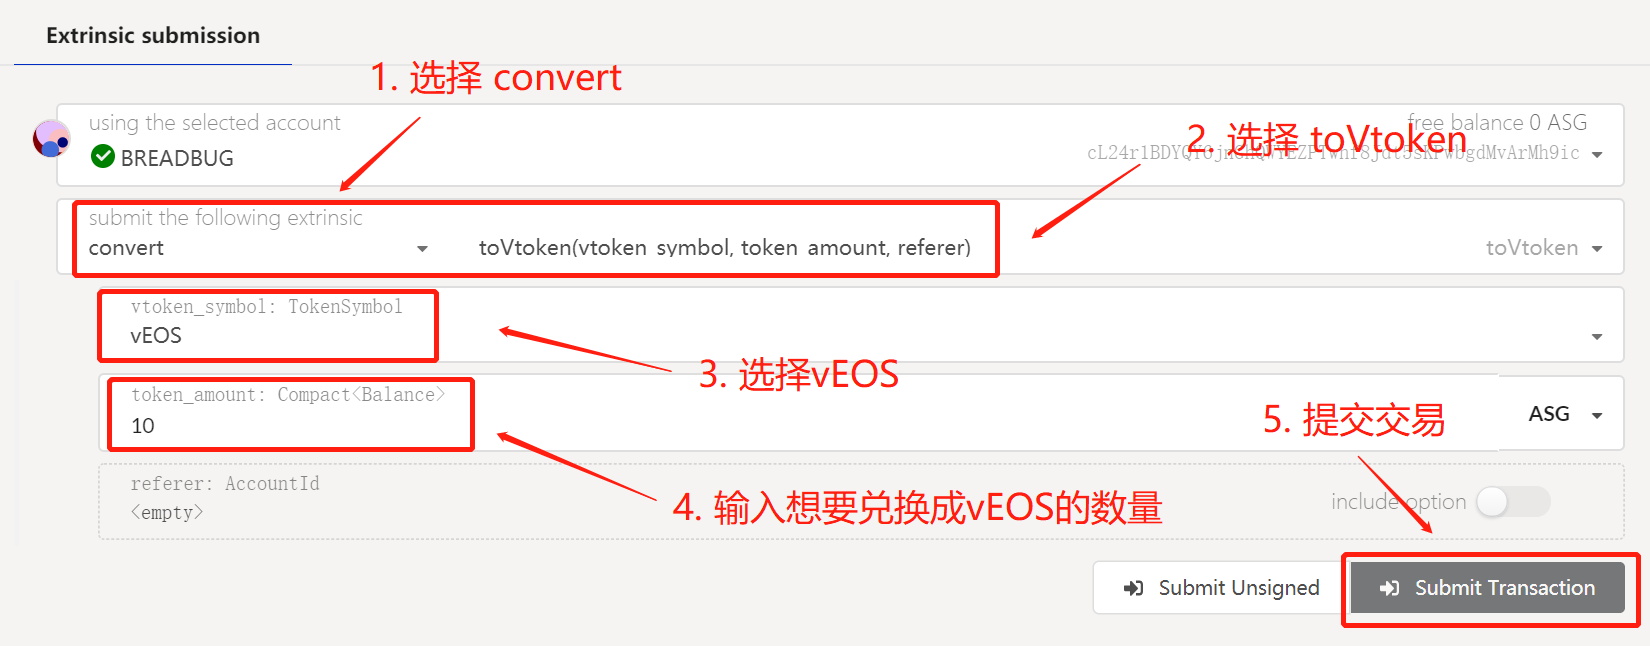 Extrinsic submission
1. 选择 convert
using the selected account
free balance 0 ASG
BREADBUG
2. 选择 toVtoken
submit the following extrinsic
convert
toVtoken(vtoken_symbol, token_amount, referer)
toVtoken
vtoken_symbol: TokenSymbol
vEOS
3. 选择vEOS
token_amount: Compact<Balance>
10
ASG
5. 提交交易
referer: AccountId
<empty>
4. 输入想要兑换成vEOS的数量
include option
Submit Unsigned
Submit Transaction